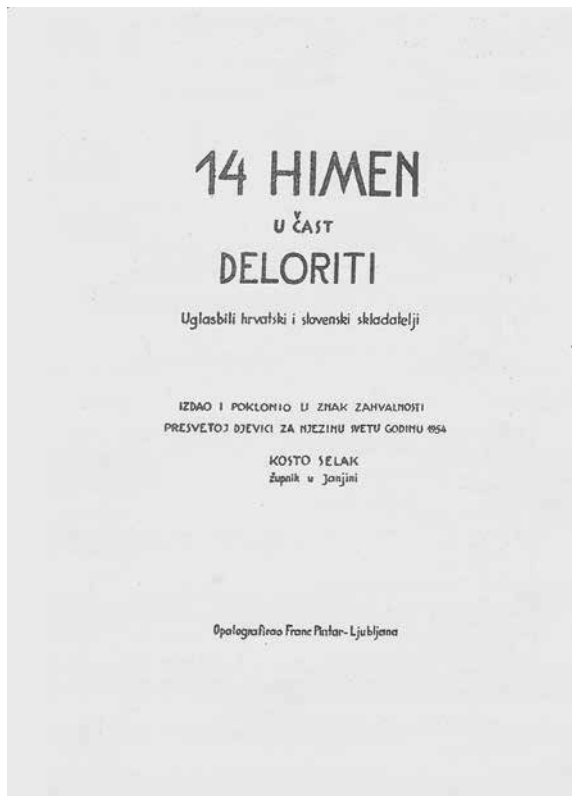 14 HIMEN
U ČAST
DELORITI
Uglasbili hrvatski i slovenski skladatelji
IZDAO I POKLONIO U ZNAK ZAHVALNOSTI
PRESVETOJ DJEVICI ZA NJEZINU SVETU GODINU 1954
KOSTO SELAK
župnik u Janjini
Opalografirao Franc Pintar-Ljubljana